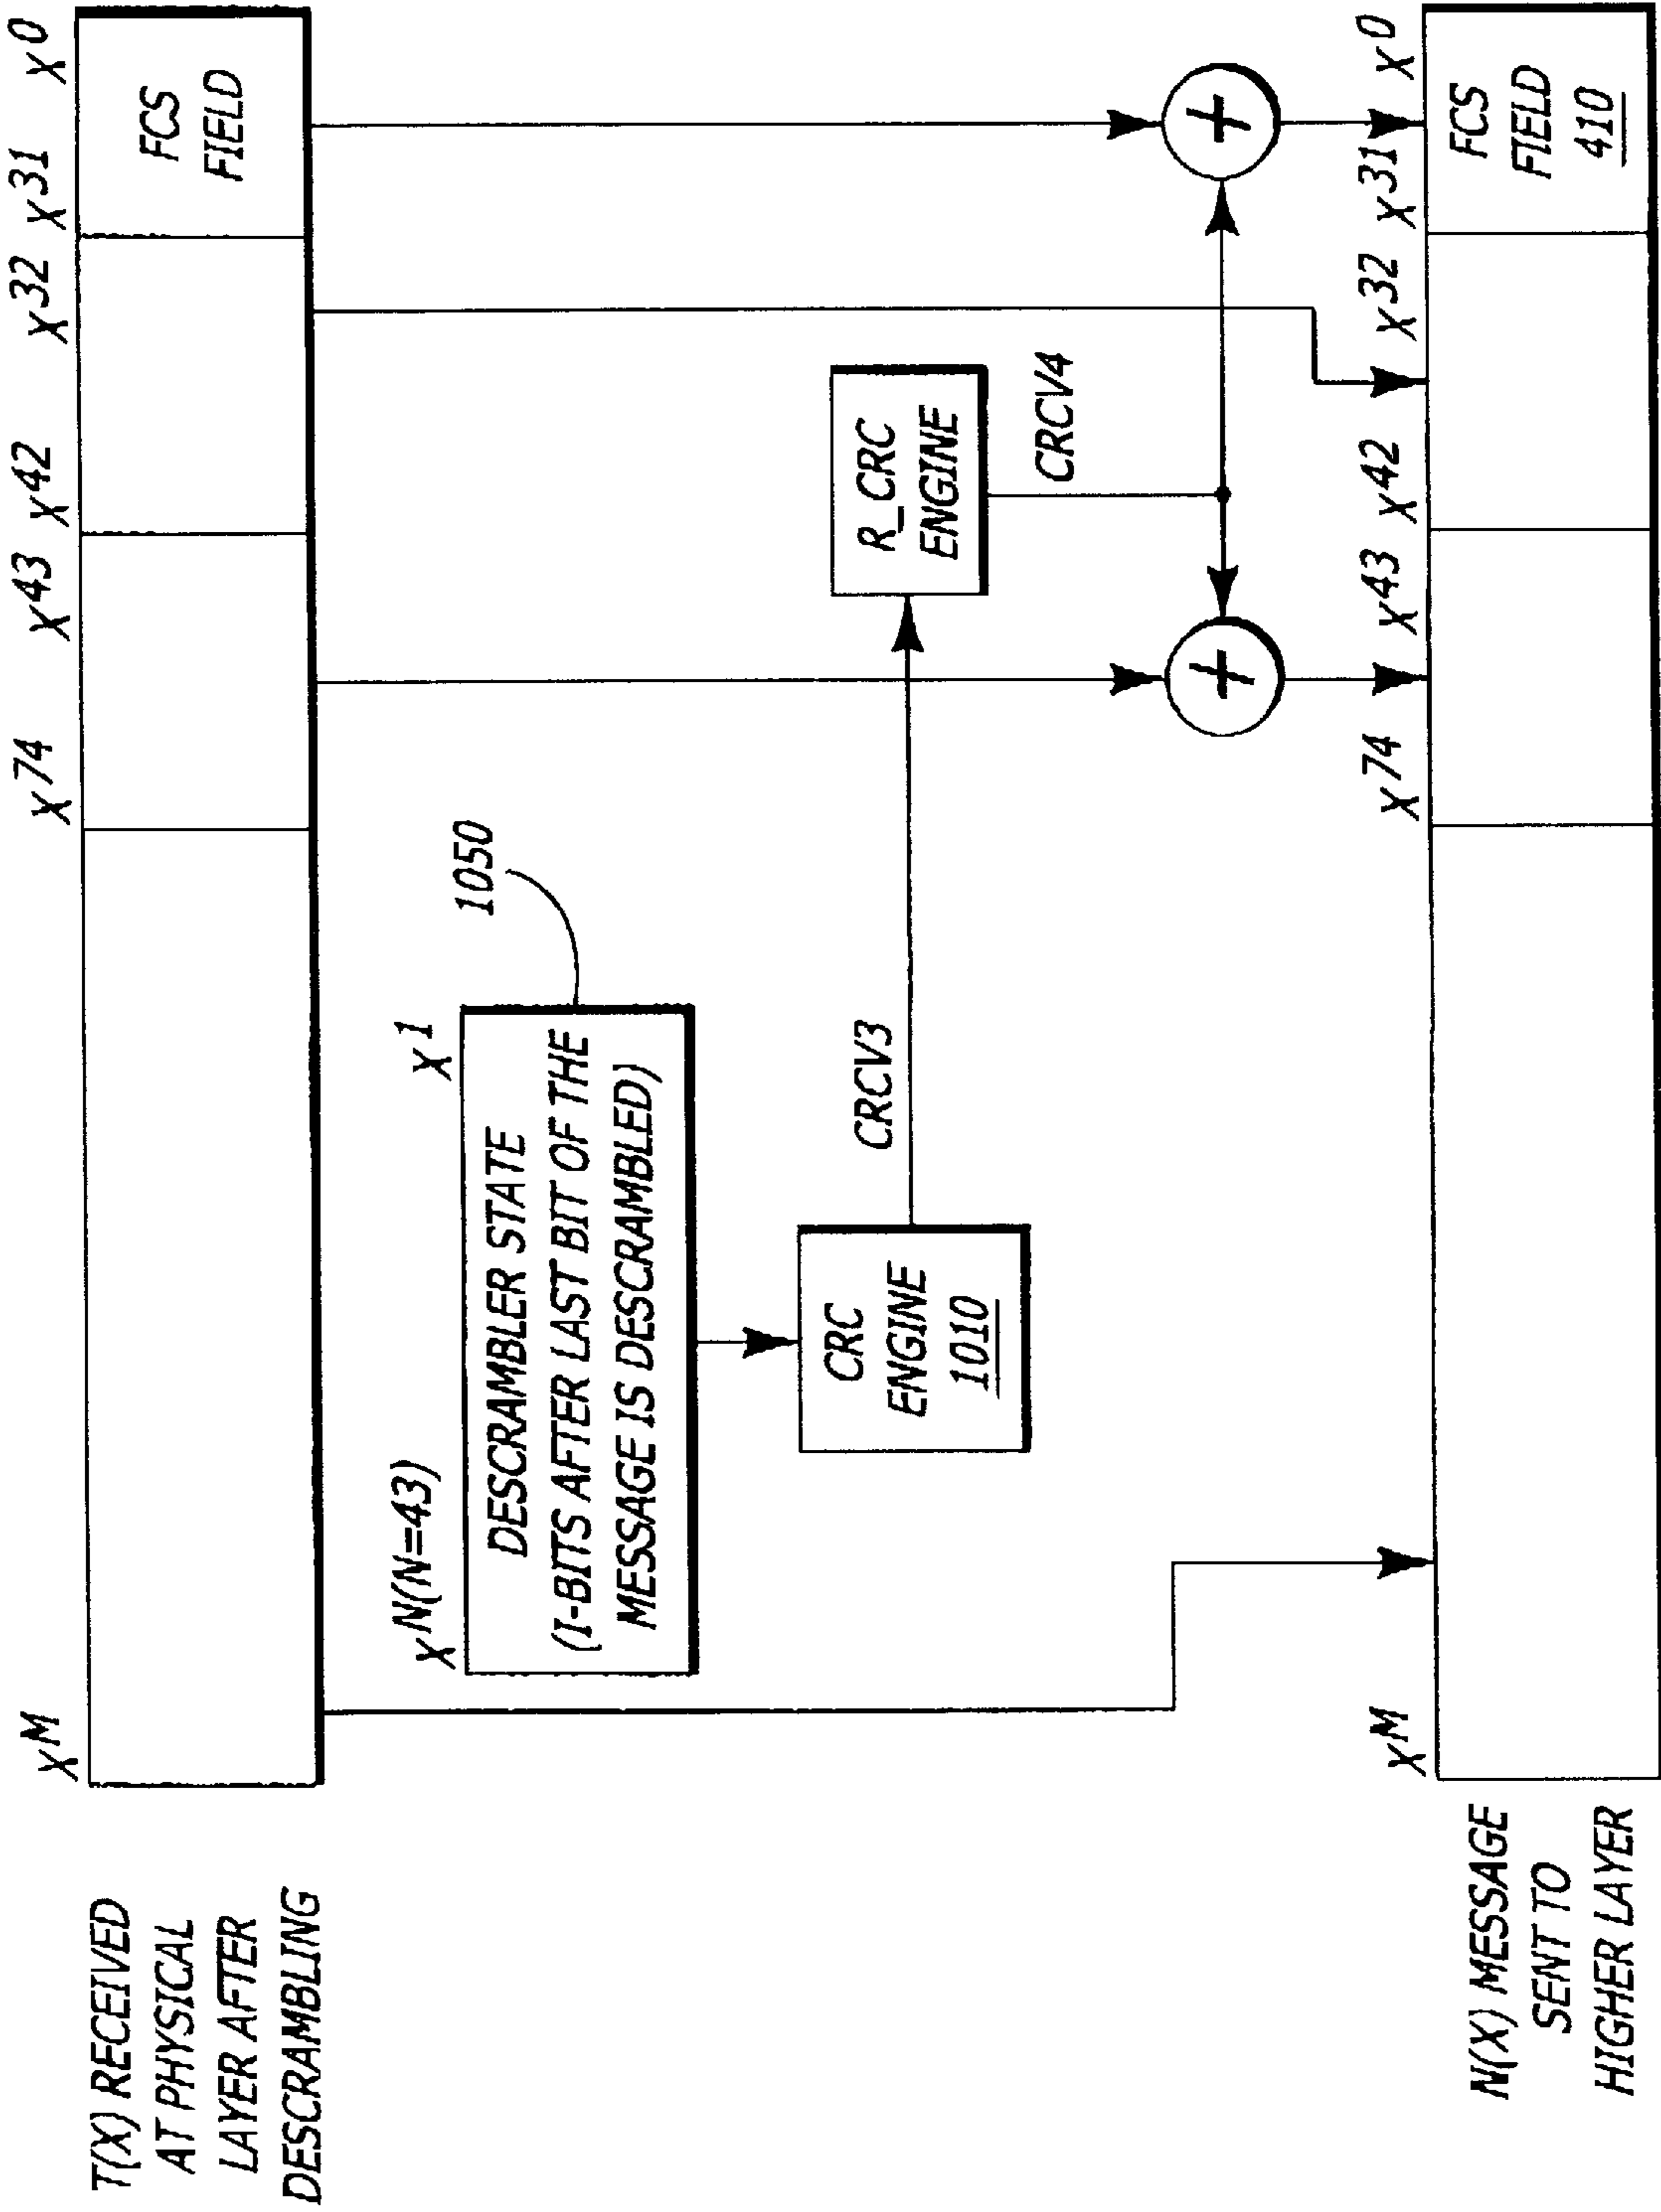 X^M X^74 X^43 X^42 X^32 X^31 X^0
T(X) RECEIVED
AT PHYSICAL
LAYER AFTER
DESCRAMBLING
FCS
FIELD
X^N(N=43) X^1
1050
DESCRAMBLER STATE
(I-BITS AFTER LAST BIT OF THE
MESSAGE IS DESCRAMBLED)
CRC
ENGINE
1010
CRCV3
R_CRC
ENGINE
CRCV4
+ +
X^M X^74 X^43 X^42 X^32 X^31 X^0
N(X) MESSAGE
SENT TO
HIGHER LAYER
FCS
FIELD
410